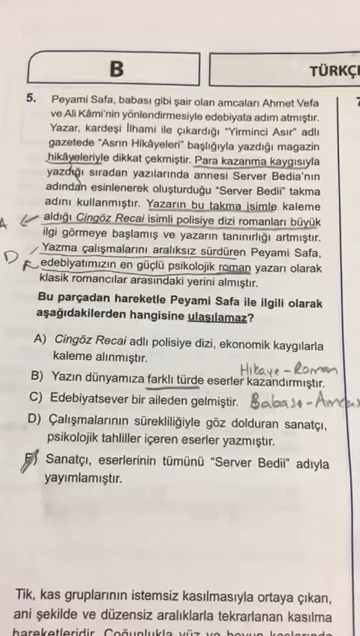 B
TÜRKÇ
5. Peyami Safa, babası gibi şair olan amcaları Ahmet Vefa
ve Ali Kâmi'nin yönlendirmesiyle edebiyata adım atmıştır.
Yazar, kardeşi İlhami ile çıkardığı "Yirminci Asır" adlı
gazetede "Asrın Hikâyeleri" başlığıyla yazdığı magazin
hikâyeleriyle dikkat çekmiştir. Para kazanma kaygısıyla
yazdığı sıradan yazılarında annesi Server Bedia'nın
adından esinlenerek oluşturduğu "Server Bedii" takma
adını kullanmıştır. Yazarın bu takma isimle kaleme
A aldığı Cingöz Recai isimli polisiye dizi romanları büyük
ilgi görmeye başlamış ve yazarın tanınırlığı artmıştır.
D Yazma çalışmalarını aralıksız sürdüren Peyami Safa,
edebiyatımızın en güçlü psikolojik roman yazarı olarak
klasik romancılar arasındaki yerini almıştır.
Bu parçadan hareketle Peyami Safa ile ilgili olarak
aşağıdakilerden hangisine ulaşılamaz?
A) Cingöz Recai adlı polisiye dizi, ekonomik kaygılarla
kaleme alınmıştır.
Hikaye-Roman
B) Yazın dünyamıza farklı türde eserler kazandırmıştır.
C) Edebiyatsever bir aileden gelmiştir. Babası-Amcası
D) Çalışmalarının sürekliliğiyle göz dolduran sanatçı,
psikolojik tahliller içeren eserler yazmıştır.
E) Sanatçı, eserlerinin tümünü "Server Bedii" adıyla
yayımlamıştır.
Tik, kas gruplarının istemsiz kasılmasıyla ortaya çıkan,
ani şekilde ve düzensiz aralıklarla tekrarlanan kasılma
hareketleridir. Çoğunlukla yüz ve boyun kaslarında